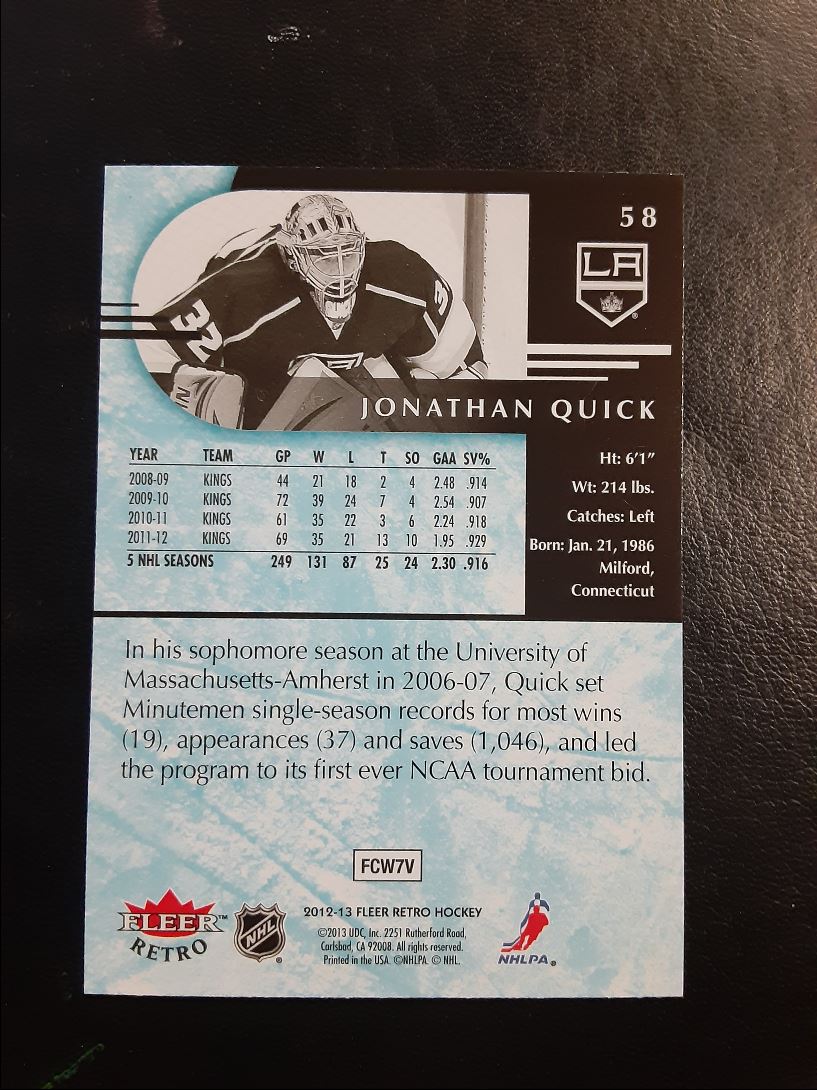 58
LA
32
3
JONATHAN QUICK
YEAR TEAM GP W L T SO GAA SV%
2008-09 KINGS 44 21 18 2 4 2.48 .914
2009-10 KINGS 72 39 24 7 4 2.54 .907
2010-11 KINGS 61 35 22 3 6 2.24 .918
2011-12 KINGS 69 35 21 13 10 1.95 .929
5 NHL SEASONS 249 131 87 25 24 2.30 .916
Ht: 6'1"
Wt: 214 lbs.
Catches: Left
Born: Jan. 21, 1986
Milford,
Connecticut
In his sophomore season at the University of
Massachusetts-Amherst in 2006-07, Quick set
Minutemen single-season records for most wins
(19), appearances (37) and saves (1,046), and led
the program to its first ever NCAA tournament bid.
FCW7V
FLEER™
RETRO
NHL®
2012-13 FLEER RETRO HOCKEY
©2013 UDC, Inc. 2251 Rutherford Road,
Carlsbad, CA 92008. All rights reserved.
Printed in the USA. ©NHLPA. © NHL.
NHLPA®